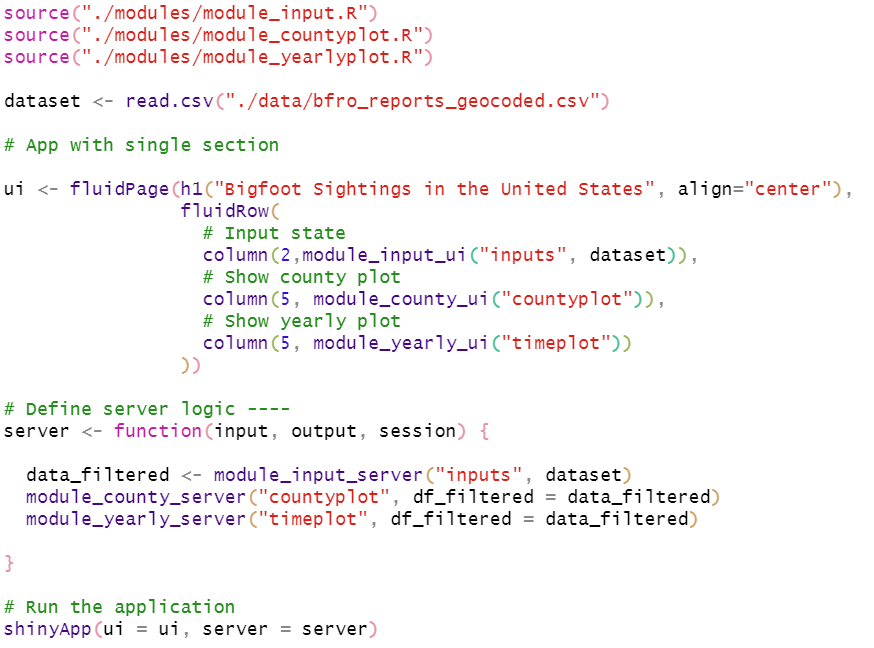 source("./modules/module_input.R")
source("./modules/module_countyplot.R")
source("./modules/module_yearlyplot.R")

dataset <- read.csv("./data/bfro_reports_geocoded.csv")

# App with single section

ui <- fluidPage(h1("Bigfoot Sightings in the United States", align="center"),
                fluidRow(
                  # Input state
                  column(2,module_input_ui("inputs", dataset)),
                  # Show county plot
                  column(5, module_county_ui("countyplot")),
                  # Show yearly plot
                  column(5, module_yearly_ui("timeplot"))
                ))

# Define server logic ----
server <- function(input, output, session) {

  data_filtered <- module_input_server("inputs", dataset)
  module_county_server("countyplot", df_filtered = data_filtered)
  module_yearly_server("timeplot", df_filtered = data_filtered)

}

# Run the application
shinyApp(ui = ui, server = server)